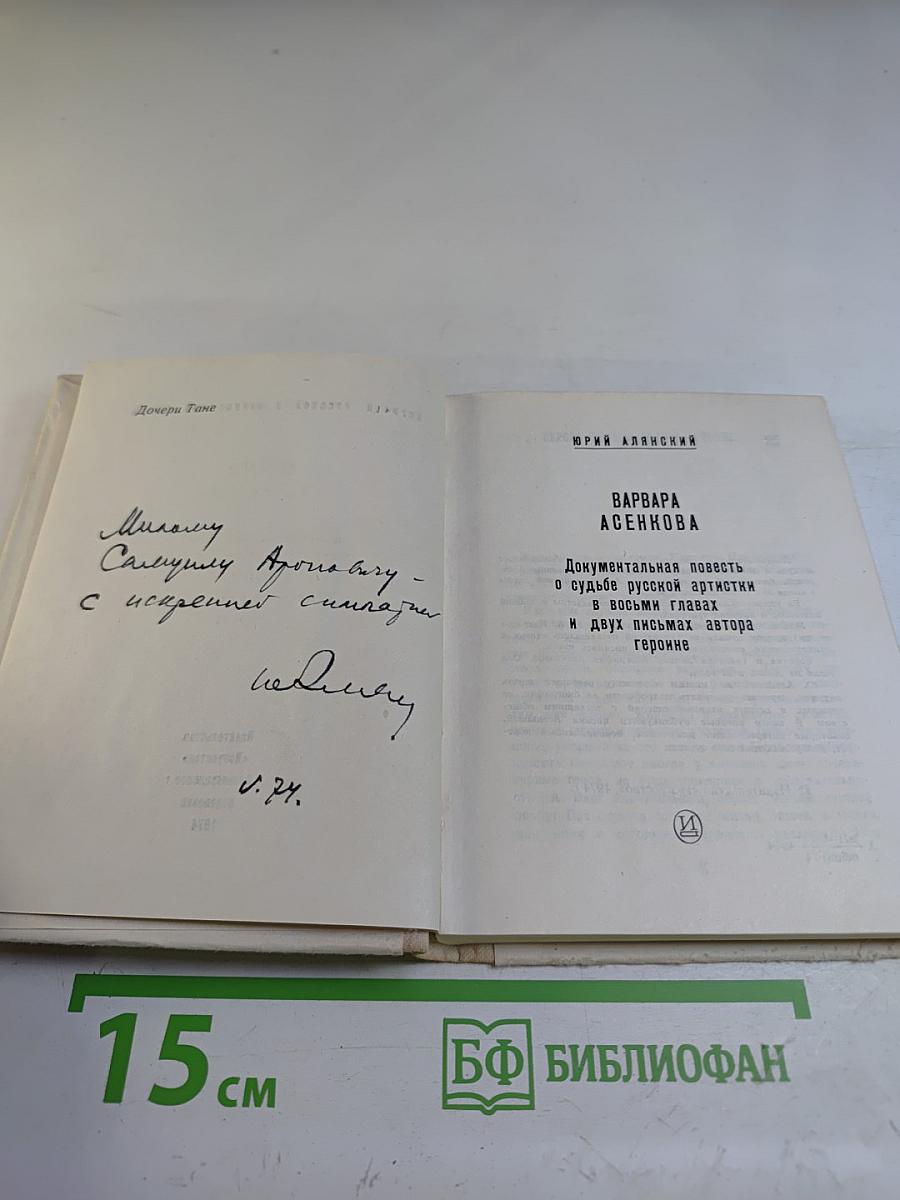 Дочери Тане
Милому
Самуилу Ароновичу –
с искренней симпатией
V. 74.
ЮРИЙ АЛЯНСКИЙ
ВАРВАРА
АСЕНКОВА
Документальная повесть
о судьбе русской артистки
в восьми главах
и двух письмах автора
героине
И
15 см
БФ БИБЛИОФАН